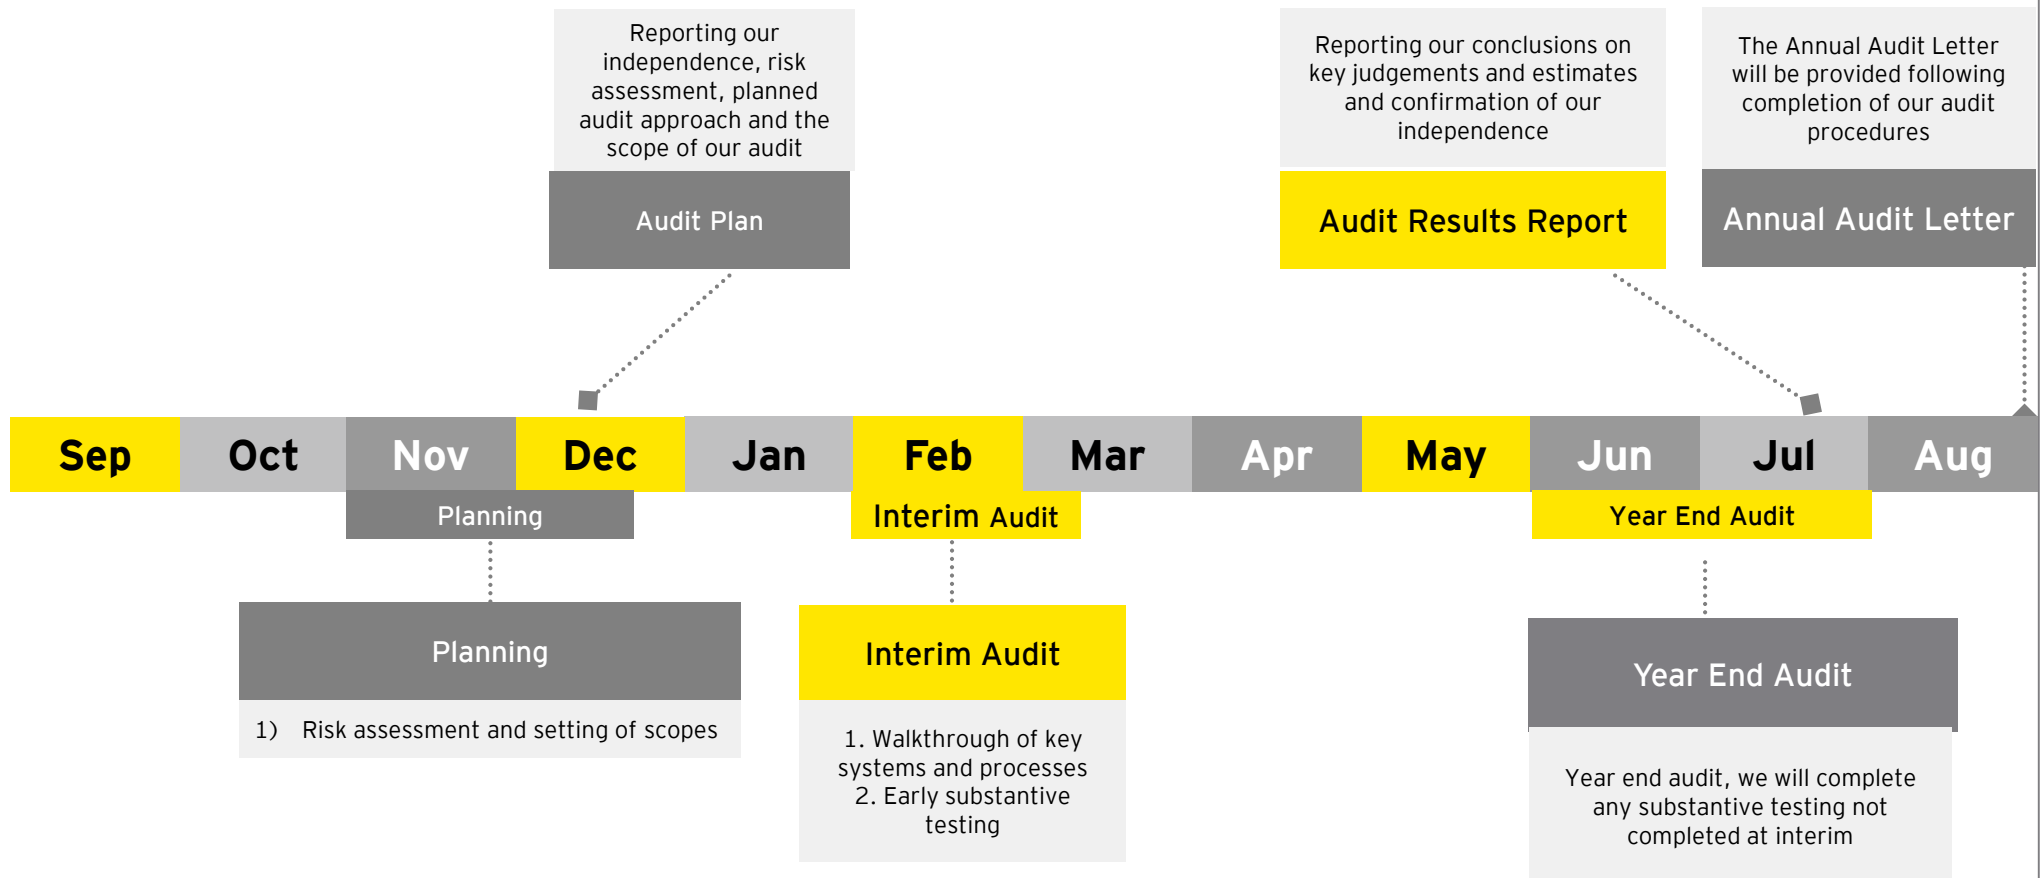 Reporting our
independence, risk
assessment, planned
audit approach and the
scope of our audit
Audit Plan
Reporting our conclusions on
key judgements and estimates
and confirmation of our
independence
Audit Results Report
The Annual Audit Letter
will be provided following
completion of our audit
procedures
Annual Audit Letter
Sep Oct Nov Dec Jan Feb Mar Apr May Jun Jul Aug
Planning
Interim Audit
Year End Audit
Planning
1) Risk assessment and setting of scopes
Interim Audit
1. Walkthrough of key
systems and processes
2. Early substantive
testing
Year End Audit
Year end audit, we will complete
any substantive testing not
completed at interim